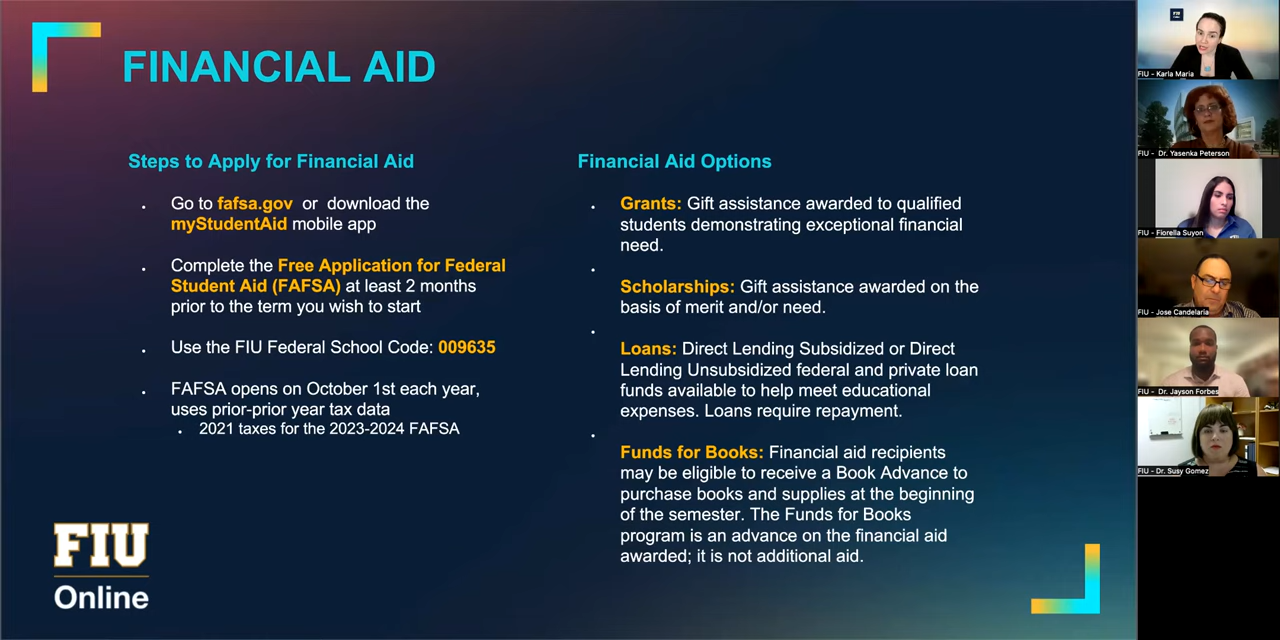 FINANCIAL AID
Steps to Apply for Financial Aid
Go to fafsa.gov or download the
myStudentAid mobile app
Complete the Free Application for Federal
Student Aid (FAFSA) at least 2 months
prior to the term you wish to start
Use the FIU Federal School Code: 009635
FAFSA opens on October 1st each year,
uses prior-prior year tax data
2021 taxes for the 2023-2024 FAFSA
Financial Aid Options
Grants: Gift assistance awarded to qualified
students demonstrating exceptional financial
need.
Scholarships: Gift assistance awarded on the
basis of merit and/or need.
Loans: Direct Lending Subsidized or Direct
Lending Unsubsidized federal and private loan
funds available to help meet educational
expenses. Loans require repayment.
Funds for Books: Financial aid recipients
may be eligible to receive a Book Advance to
purchase books and supplies at the beginning
of the semester. The Funds for Books
program is an advance on the financial aid
awarded; it is not additional aid.
FIU
Online
FIU
FIU - Karla Maria
FIU - Dr. Yasenka Peterson
FIU - Fiorella Suyon
FIU - Jose Candelaria
FIU - Dr. Jayson Forbes
FIU - Dr. Susy Gomez